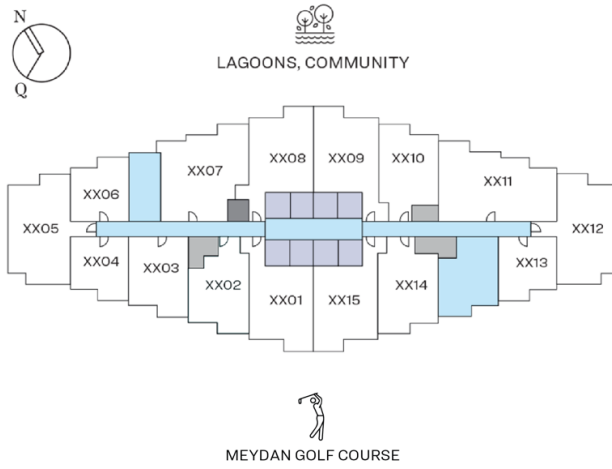 N
Q
LAGOONS, COMMUNITY
XX08 XX09
XX07 XX10
XX06 XX11
XX05 XX12
XX04 XX03 XX13
XX02 XX01 XX15 XX14
MEYDAN GOLF COURSE